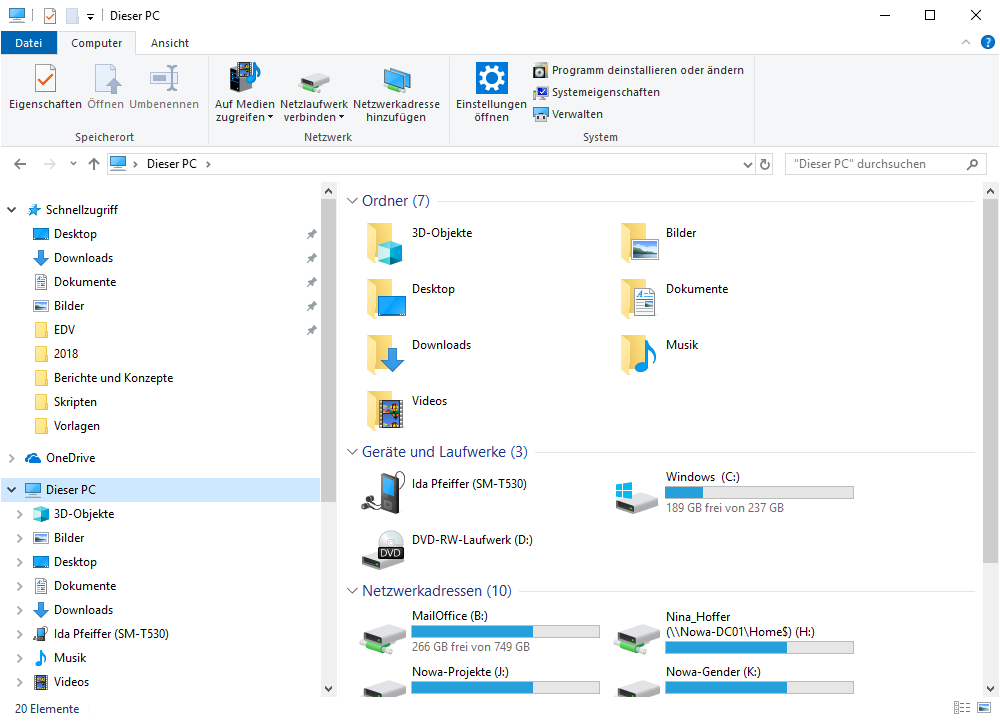 Dieser PC
Datei
Computer
Ansicht
Eigenschaften
Öffnen
Umbenennen
Speicherort
Auf Medien
zugreifen
Netzlaufwerk
verbinden
Netzwerkadresse
hinzufügen
Netzwerk
Einstellungen
öffnen
Programm deinstallieren oder ändern
Systemeigenschaften
Verwalten
System
Dieser PC
"Dieser PC" durchsuchen
Schnellzugriff
Desktop
Downloads
Dokumente
Bilder
EDV
2018
Berichte und Konzepte
Skripten
Vorlagen
OneDrive
Dieser PC
3D-Objekte
Bilder
Desktop
Dokumente
Downloads
Ida Pfeiffer (SM-T530)
Musik
Videos
Ordner (7)
3D-Objekte
Bilder
Desktop
Dokumente
Downloads
Musik
Videos
Geräte und Laufwerke (3)
Ida Pfeiffer (SM-T530)
Windows (C:)
189 GB frei von 237 GB
DVD
DVD-RW-Laufwerk (D:)
Netzwerkadressen (10)
MailOffice (B:)
266 GB frei von 749 GB
Nina_Hoffer
(\\Nowa-DC01\Home$) (H:)
Nowa-Projekte (J:)
Nowa-Gender (K:)
20 Elemente